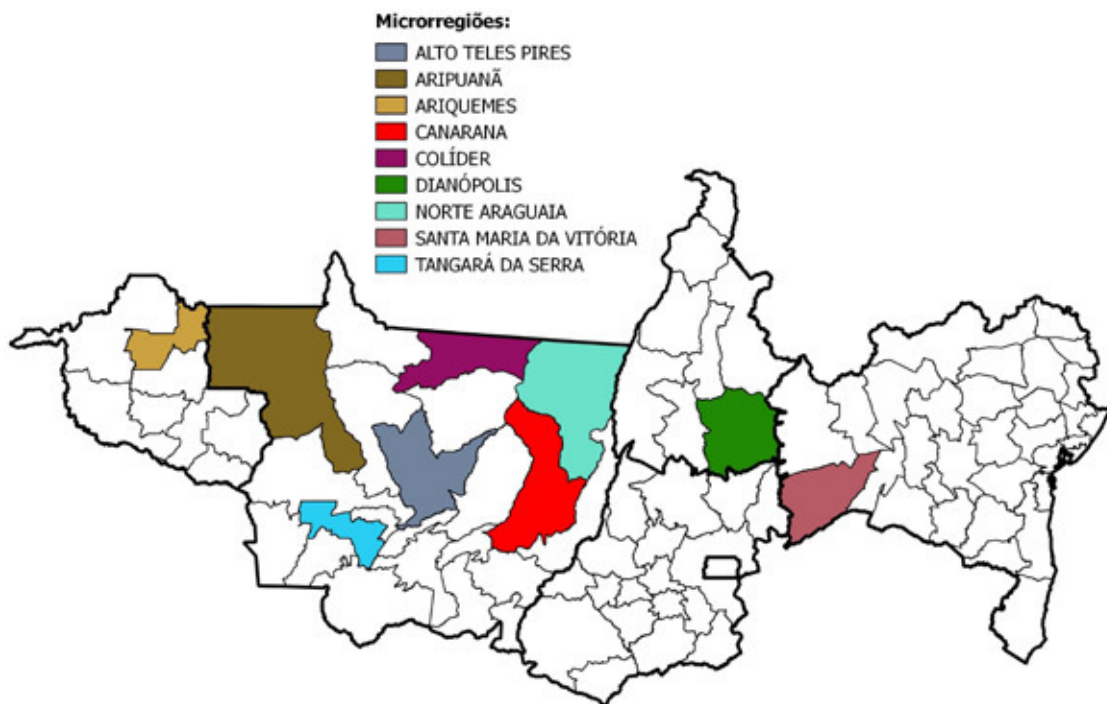 Microrregiões:
ALTO TELES PIRES
ARIPUANÃ
ARIQUEMES
CANARANA
COLÍDER
DIANÓPOLIS
NORTE ARAGUAIA
SANTA MARIA DA VITÓRIA
TANGARÁ DA SERRA